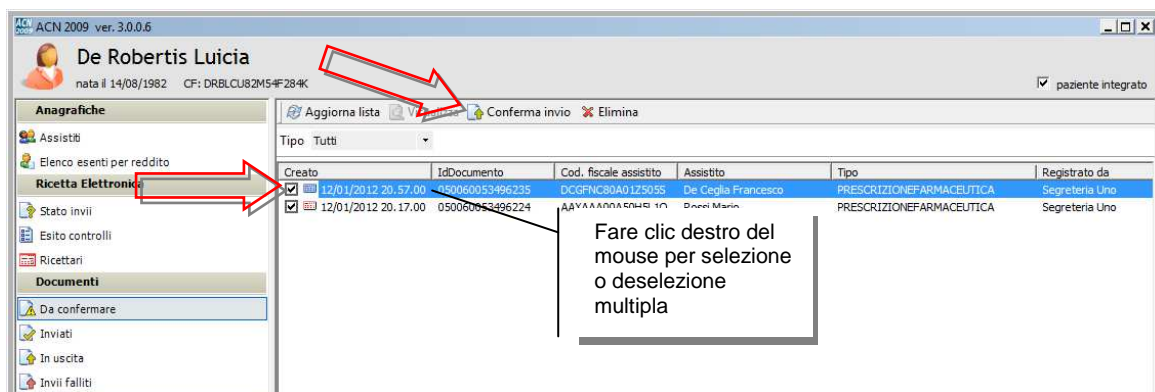 ACN 2009 ver. 3.0.0.6
De Robertis Luicia
nata il 14/08/1982 CF: DRBLCU82M54F284K
paziente integrato
Anagrafiche
Assistiti
Elenco esenti per reddito
Ricetta Elettronica
Stato invii
Esito controlli
Ricettari
Documenti
Da confermare
Inviati
In uscita
Invii falliti
Aggiorna lista Conferma invio Elimina
Tipo Tutti
Creato IdDocumento Cod. fiscale assistito Assistito Tipo Registrato da
12/01/2012 20.57.00 050060053496235 DCGFNC80A01Z505S De Ceglia Francesco PRESCRIZIONEFARMACEUTICA Segreteria Uno
12/01/2012 20.17.00 050060053496224 Rossi Mario PRESCRIZIONEFARMACEUTICA Segreteria Uno
Fare clic destro del
mouse per selezione
o deselezione
multipla